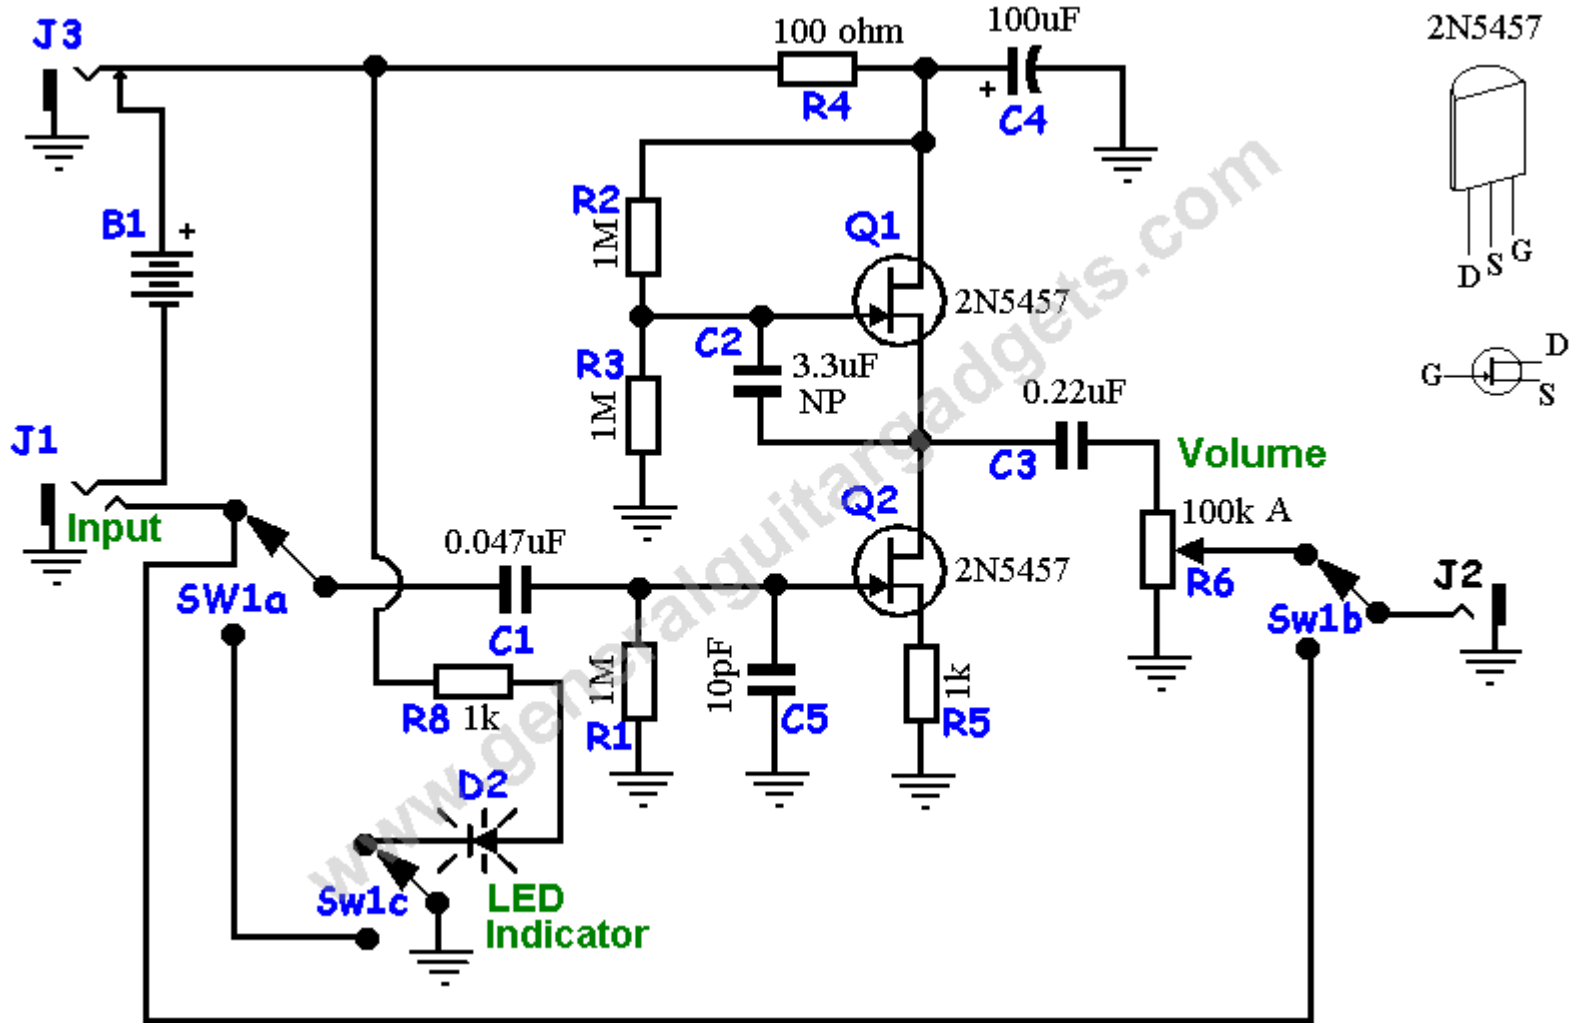 J3
100 ohm
R4
100uF
+
C4
2N5457
D S G
B1
+
R2
1M
Q1
2N5457
R3
1M
C2
3.3uF
NP
G
D
S
J1
Input
0.22uF
C3
Volume
Q2
2N5457
100k A
R6
SW1a
0.047uF
C1
Sw1b
J2
R8
1k
1M
R1
10pF
C5
1k
R5
D2
Sw1c
LED
Indicator
www.generalguitargadgets.com